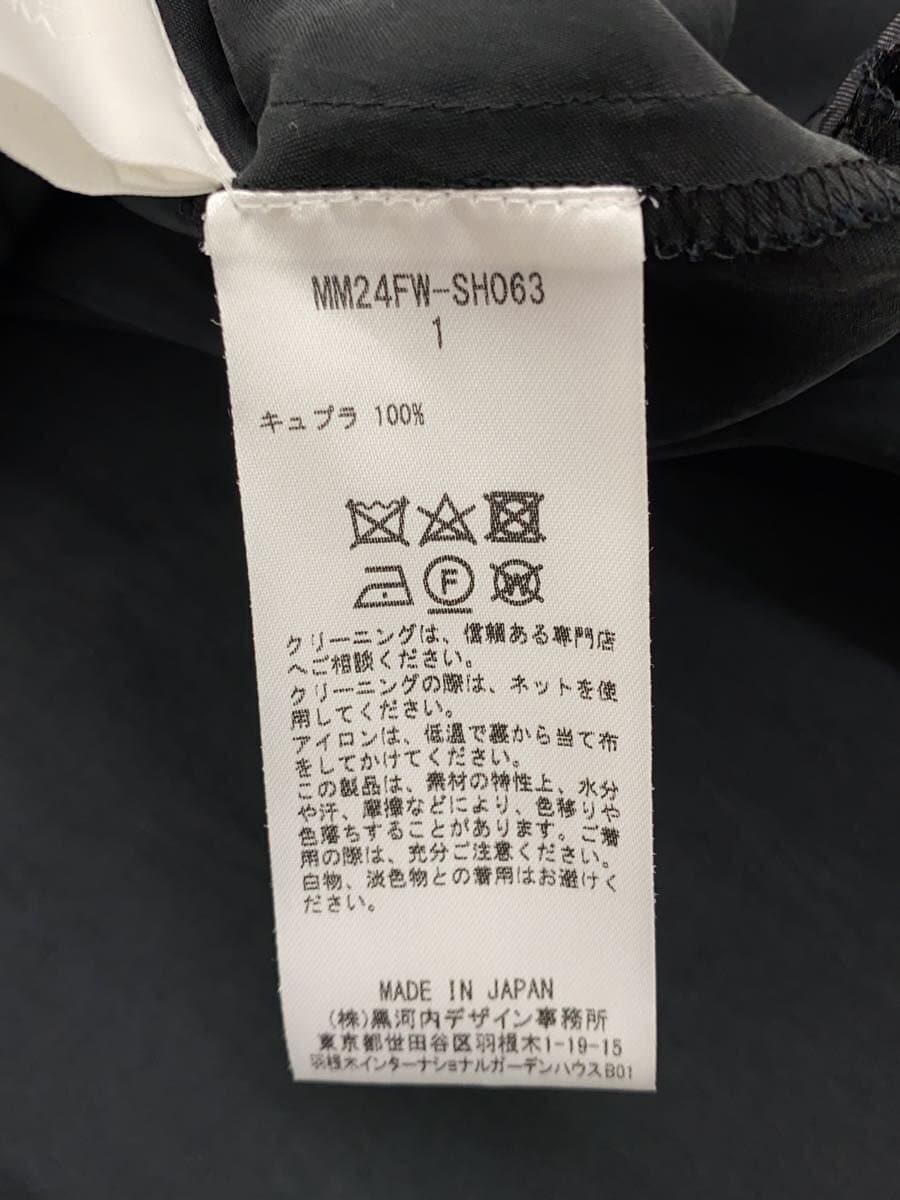 MM24FW-SH063
1
キュプラ 100%
F
W
クリーニングは、信頼ある専門店
へご相談ください。
クリーニングの際は、ネットを使
用してください。
アイロンは、低温で裏から当て布
をしてかけてください。
この製品は、素材の特性上、水分
や汗、摩擦などにより、色移りや
色落ちすることがあります。ご着
用の際は、充分ご注意ください。
白物、淡色物との着用はお避けく
ださい。
MADE IN JAPAN
(株)黒河内デザイン事務所
東京都世田谷区羽根木1-19-15
羽根木インターナショナルガーデンハウスB01